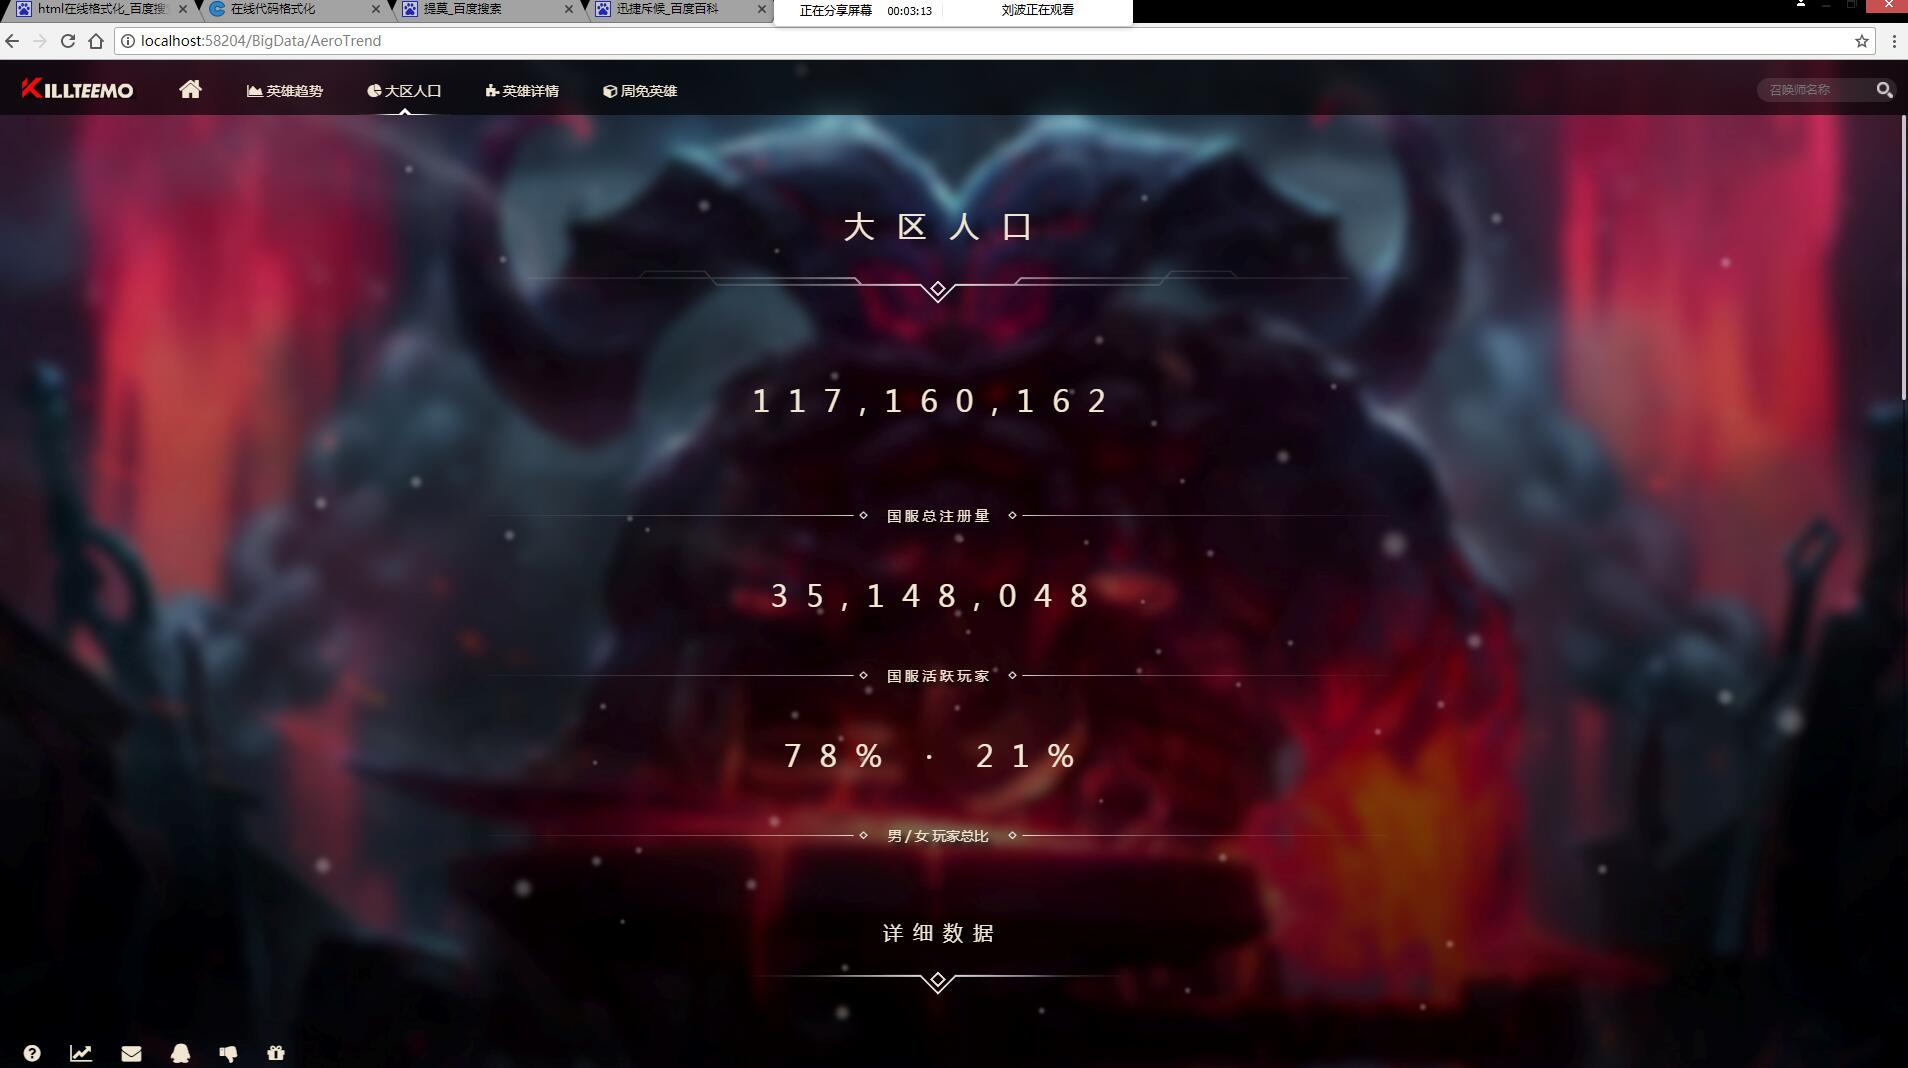 html在线格式化_百度搜
在线代码格式化
提莫_百度搜索
迅捷斥候_百度百科
正在分享屏幕 00:03:13 刘波正在观看
localhost:58204/BigData/AeroTrend
KILLTEEMO
英雄趋势
大区人口
英雄详情
周免英雄
召唤师名称
大区人口
117,160,162
国服总注册量
35,148,048
国服活跃玩家
78% · 21%
男/女玩家总比
详细数据